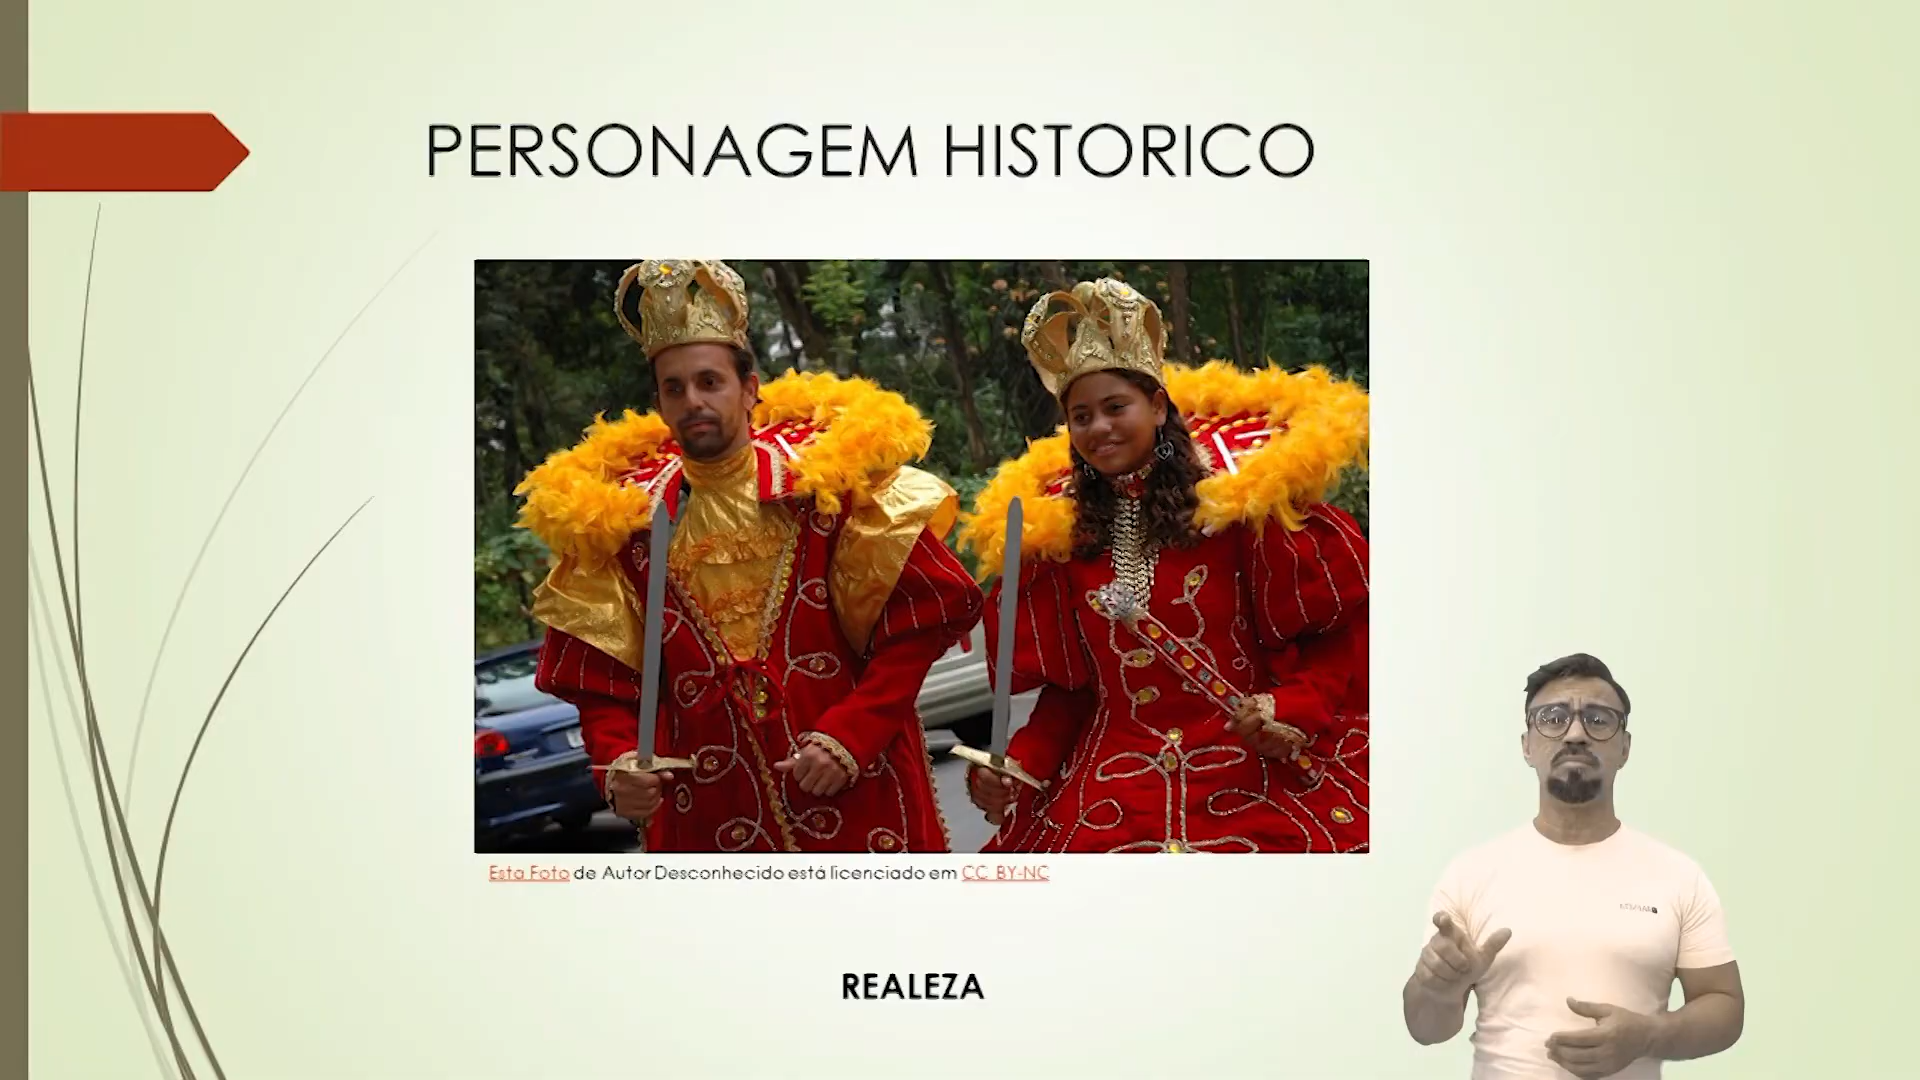 PERSONAGEM HISTORICO
Esta Foto de Autor Desconhecido está licenciado em CC BY-NC
REALEZA